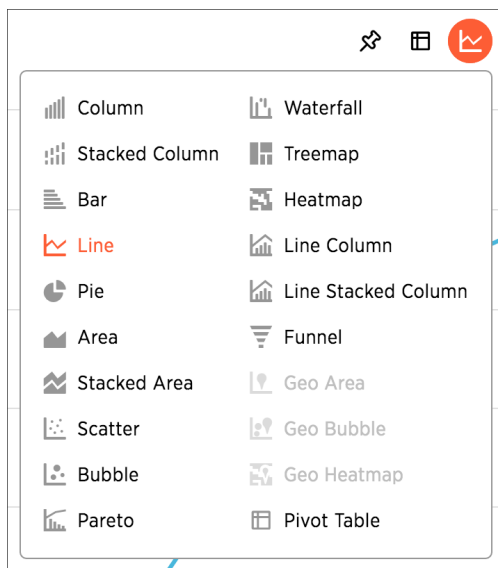 Column
Waterfall
Stacked Column
Treemap
Bar
Heatmap
Line
Line Column
Pie
Line Stacked Column
Area
Funnel
Stacked Area
Geo Area
Scatter
Geo Bubble
Bubble
Geo Heatmap
Pareto
Pivot Table